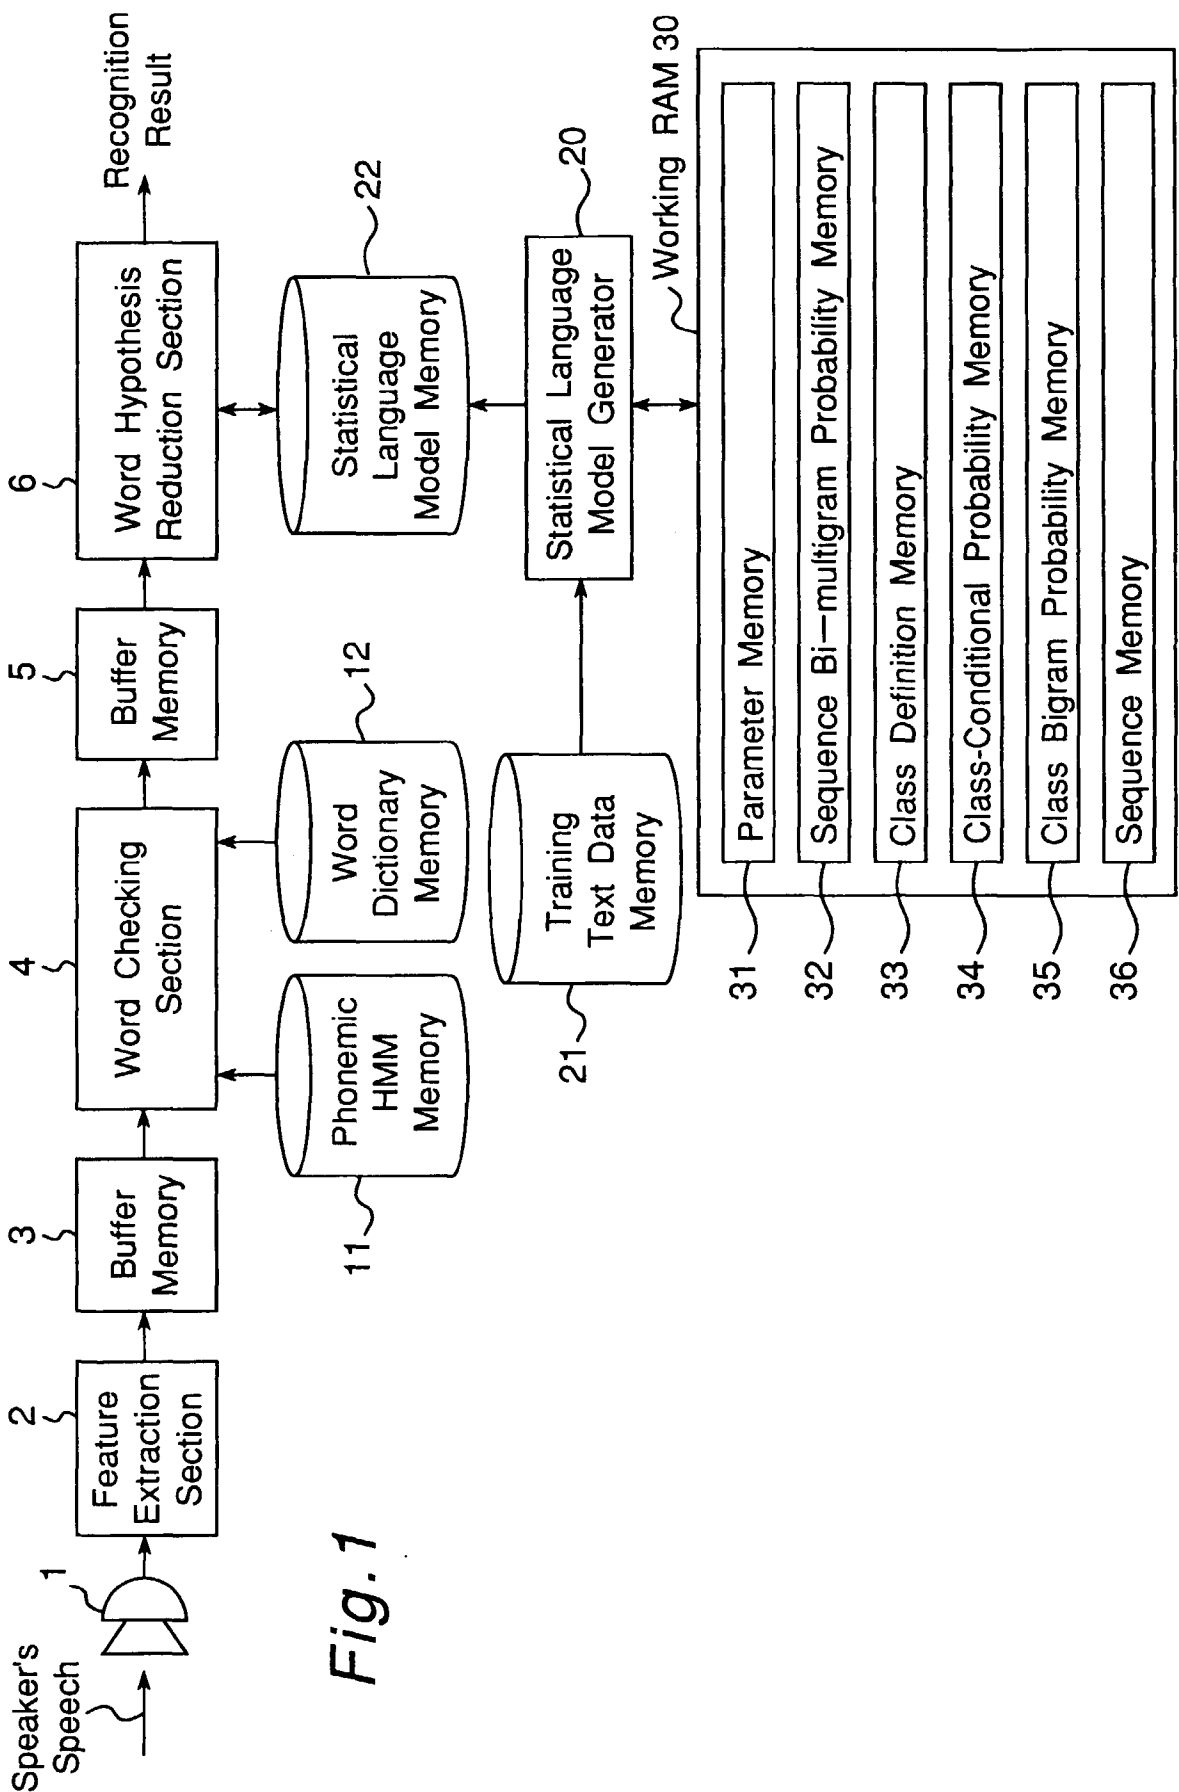 Speaker's
Speech
1
2
Feature
Extraction
Section
3
Buffer
Memory
4
Word Checking
Section
5
Buffer
Memory
6
Word Hypothesis
Reduction Section
Recognition
Result
11
Phonemic
HMM
Memory
12
Word
Dictionary
Memory
22
Statistical
Language
Model Memory
21
Training
Text Data
Memory
20
Statistical Language
Model Generator
Working RAM 30
31
Parameter Memory
32
Sequence Bi—multigram Probability Memory
33
Class Definition Memory
34
Class-Conditional Probability Memory
35
Class Bigram Probability Memory
36
Sequence Memory
Fig.1